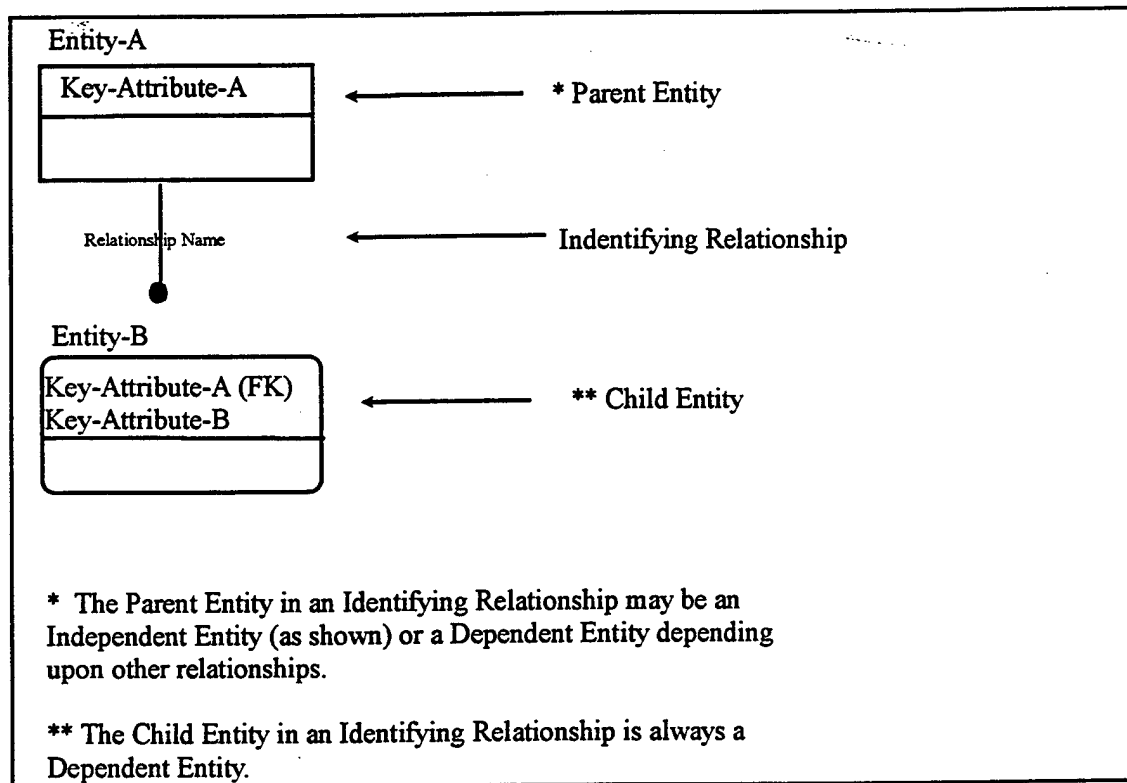 Entity-A
Key-Attribute-A
* Parent Entity
Relationship Name
Indentifying Relationship
Entity-B
Key-Attribute-A (FK)
Key-Attribute-B
** Child Entity
* The Parent Entity in an Identifying Relationship may be an
Independent Entity (as shown) or a Dependent Entity depending
upon other relationships.
** The Child Entity in an Identifying Relationship is always a
Dependent Entity.